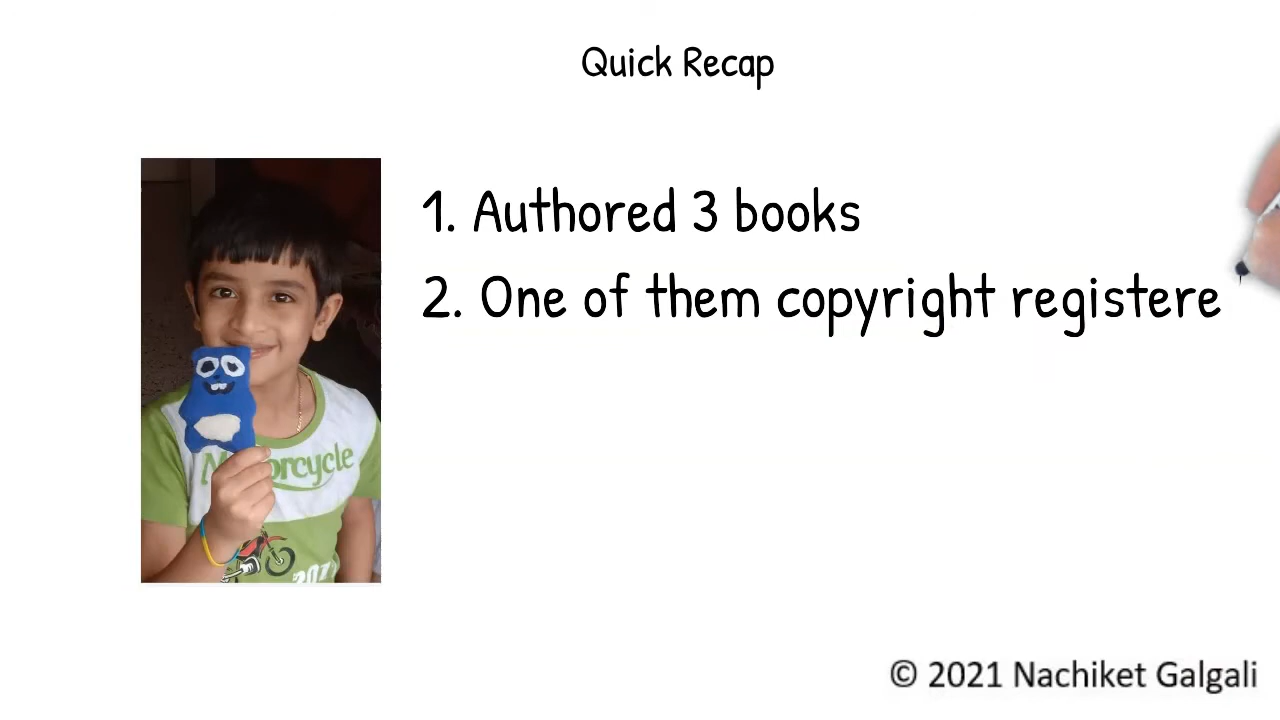 Quick Recap
1. Authored 3 books
2. One of them copyright registere
© 2021 Nachiket Galgali